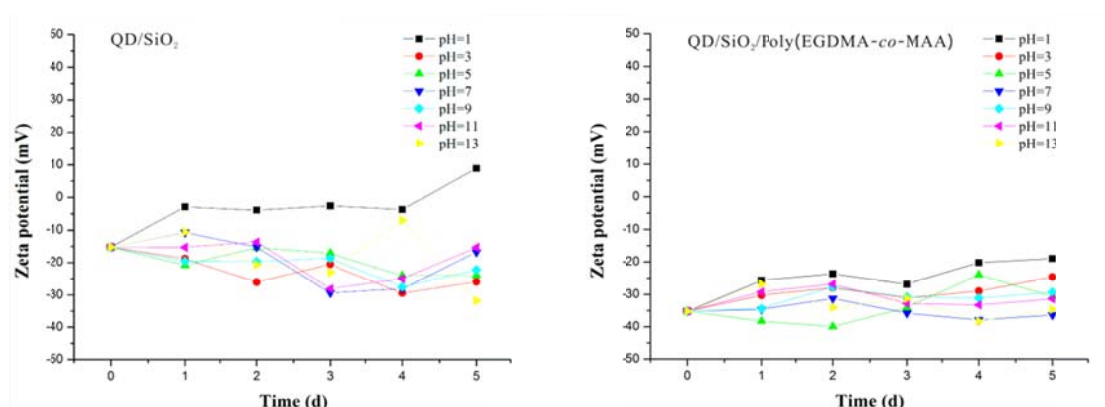 QD/SiO₂
pH=1
pH=3
pH=5
pH=7
pH=9
pH=11
pH=13
50
40
30
20
10
0
-10
-20
-30
-40
-50
Zeta potential (mV)
0 1 2 3 4 5
Time (d)
QD/SiO₂/Poly(EGDMA-co-MAA)
pH=1
pH=3
pH=5
pH=7
pH=9
pH=11
pH=13
50
40
30
20
10
0
-10
-20
-30
-40
-50
Zeta potential (mV)
0 1 2 3 4 5
Time (d)